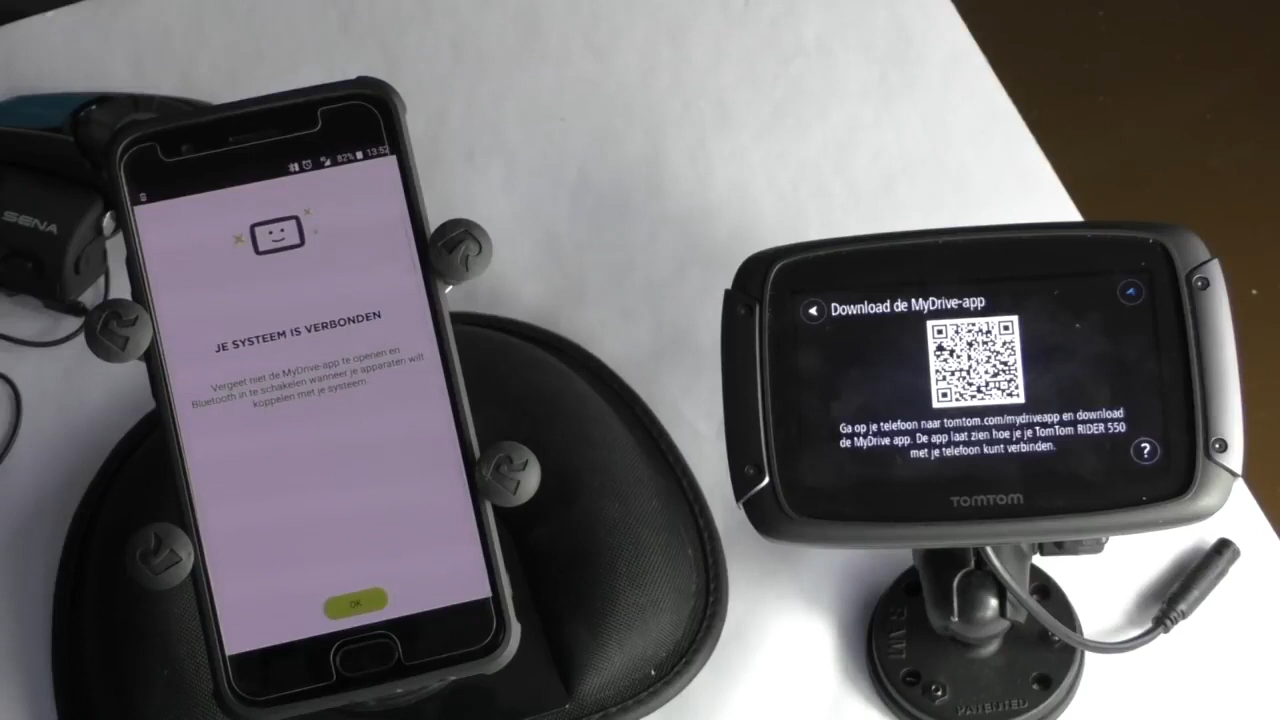 SENA
82% 13:52
JE SYSTEEM IS VERBONDEN
Vergeet niet de MyDrive-app te openen en
Bluetooth in te schakelen wanneer je apparaten wilt
koppelen met je systeem.
OK
Download de MyDrive-app
Ga op je telefoon naar tomtom.com/mydriveapp en download
de MyDrive app. De app laat zien hoe je je TomTom RIDER 550
met je telefoon kunt verbinden.
?
TOMTOM
PATENTED